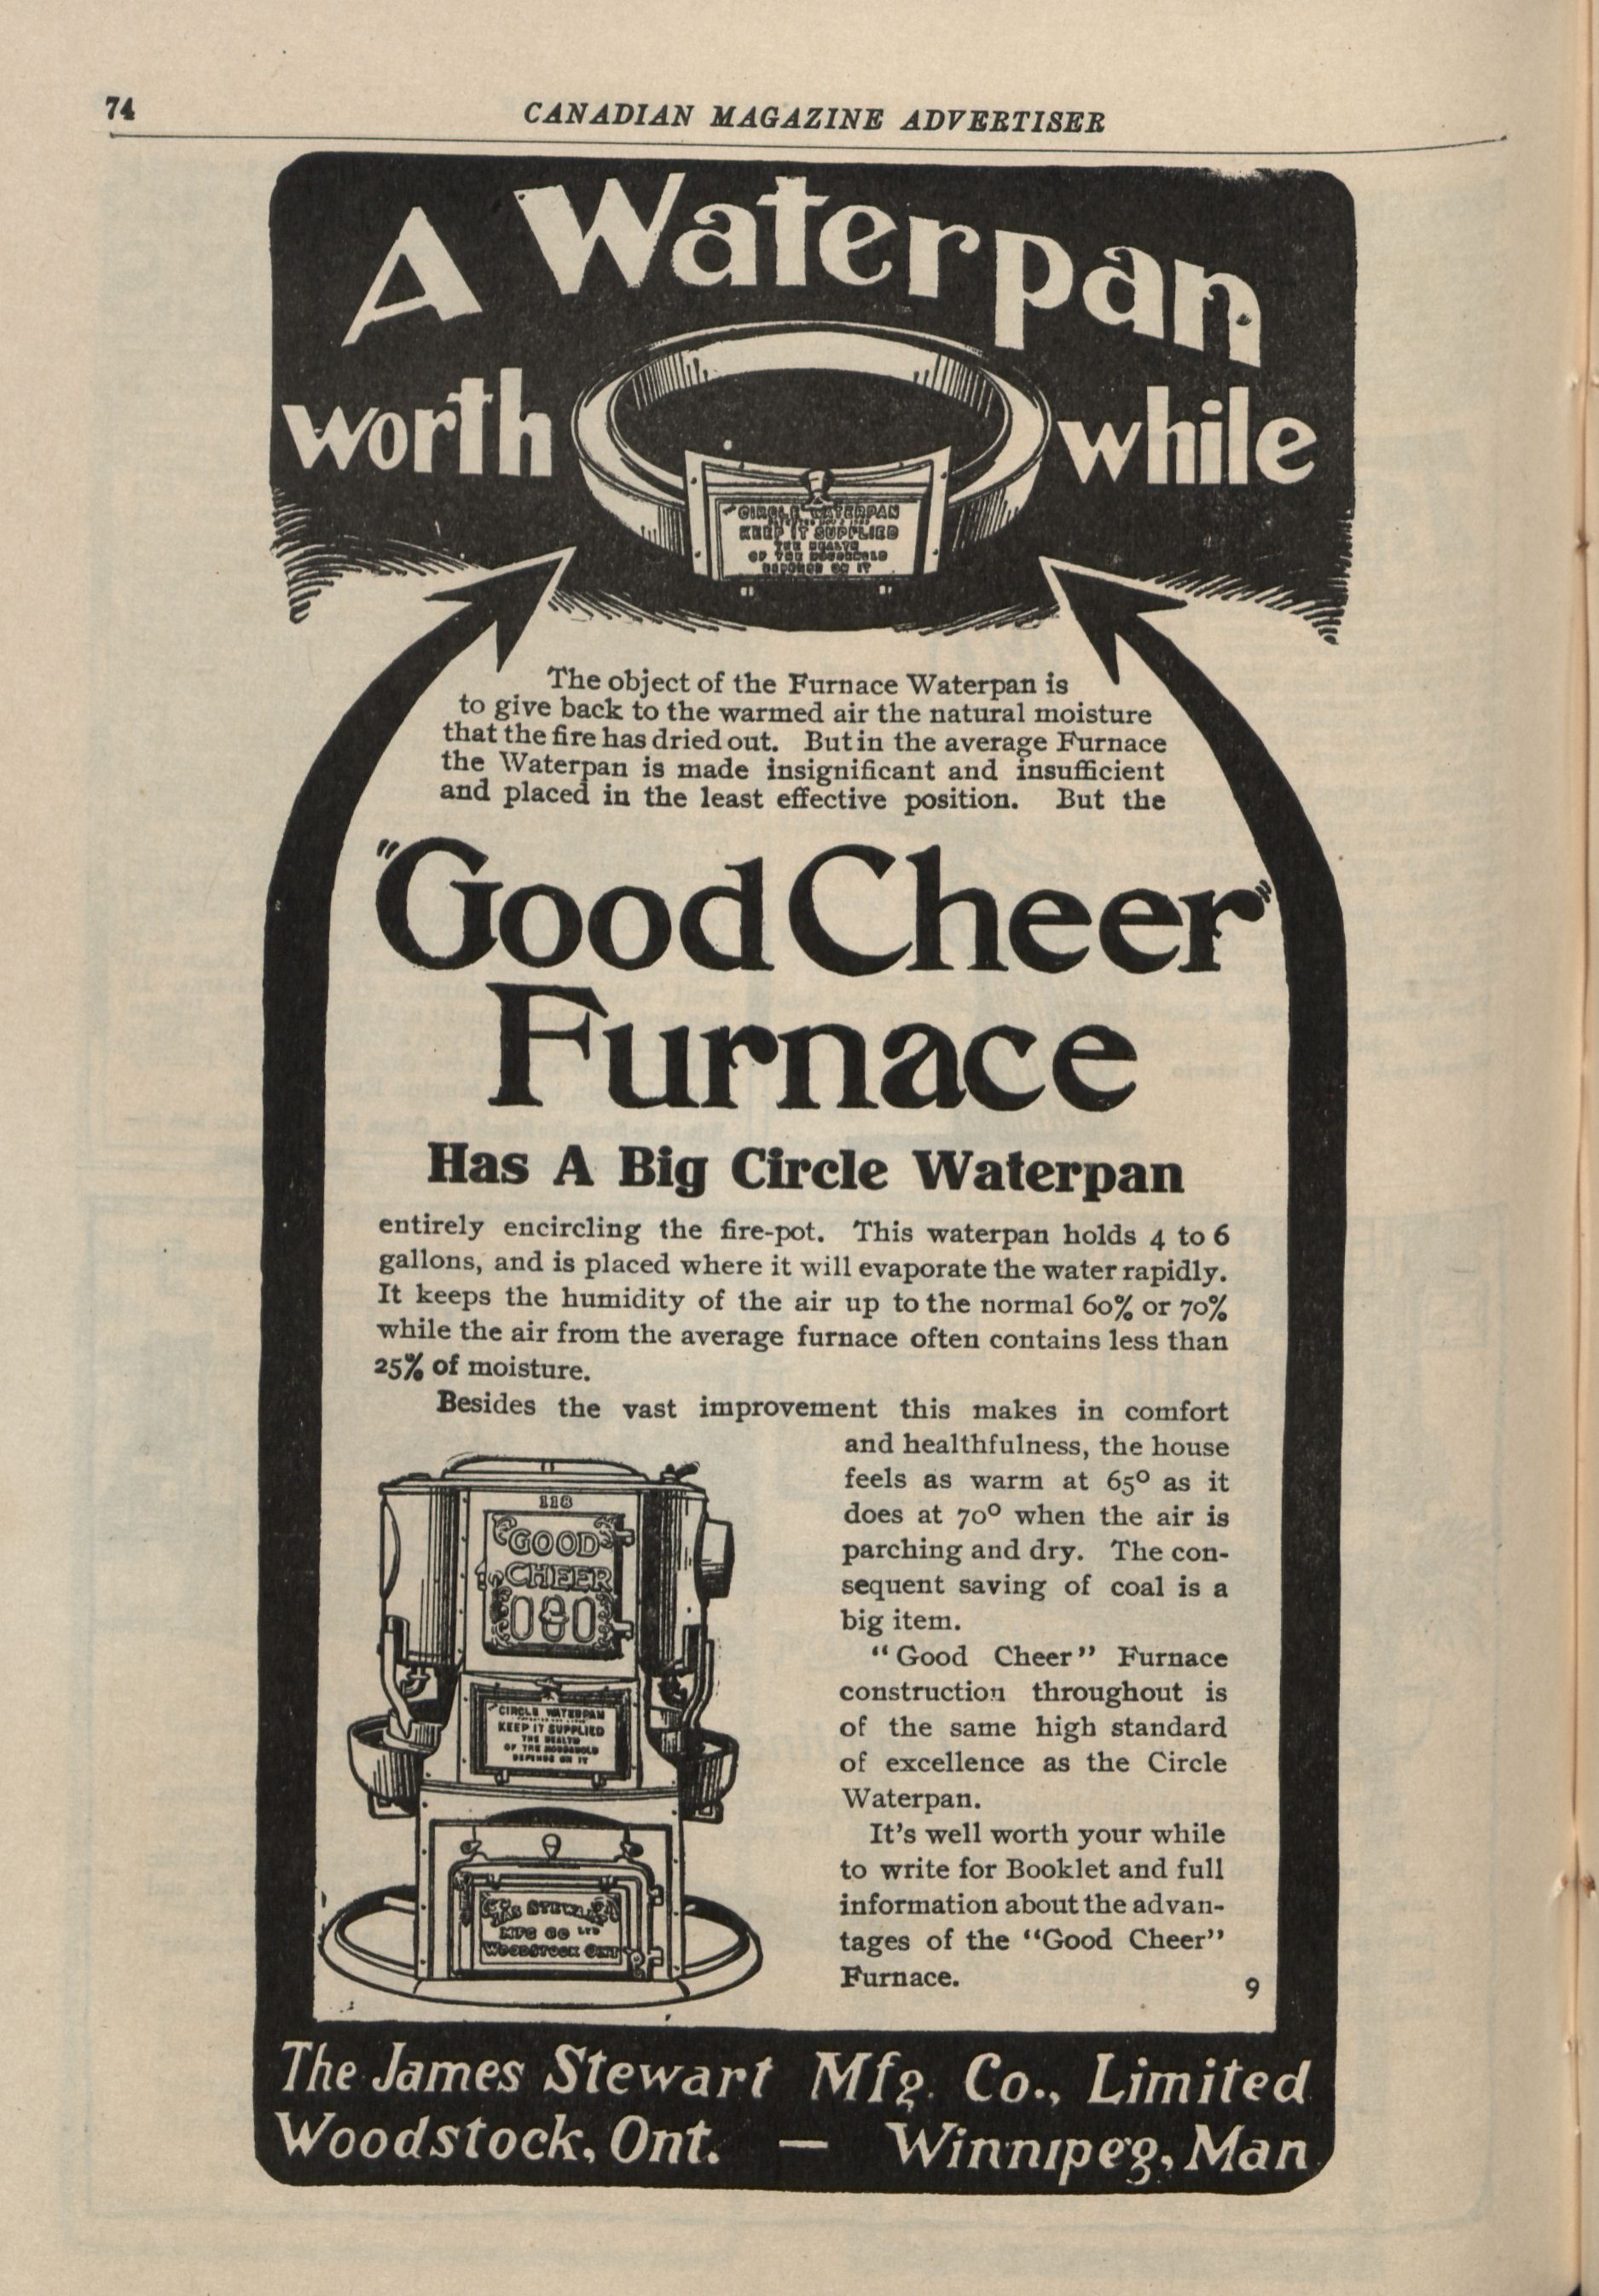 74
CANADIAN MAGAZINE ADVERTISER
A Waterpan
worth while
CIRCLE WATERPAN
KEEP IT SUPPLIED
THE HEALTH
OF THE HOUSEHOLD
DEPENDS ON IT
The object of the Furnace Waterpan is
to give back to the warmed air the natural moisture
that the fire has dried out. But in the average Furnace
the Waterpan is made insignificant and insufficient
and placed in the least effective position. But the
"Good Cheer"
Furnace
Has A Big Circle Waterpan
entirely encircling the fire-pot. This waterpan holds 4 to 6
gallons, and is placed where it will evaporate the water rapidly.
It keeps the humidity of the air up to the normal 60% or 70%
while the air from the average furnace often contains less than
25% of moisture.
Besides the vast improvement this makes in comfort
and healthfulness, the house
feels as warm at 65º as it
does at 70º when the air is
parching and dry. The con-
sequent saving of coal is a
big item.
"Good Cheer" Furnace
construction throughout is
of the same high standard
of excellence as the Circle
Waterpan.
It's well worth your while
to write for Booklet and full
information about the advan-
tages of the "Good Cheer"
Furnace.
9
GOOD
CHEER
CIRCLE WATERPAN
KEEP IT SUPPLIED
THE HEALTH
OF THE HOUSEHOLD
DEPENDS ON IT
JAS STEWART
MFG CO LTD
WOODSTOCK ONT
The James Stewart Mfg. Co., Limited
Woodstock, Ont. — Winnipeg, Man.